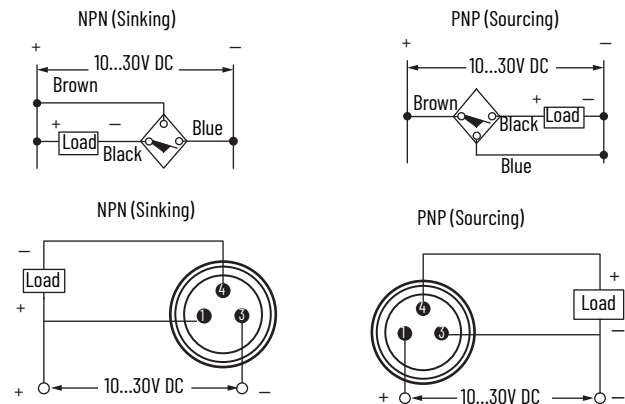 NPN (Sinking)
+ –
10...30V DC
Brown
+ –
Load
Black
Blue
PNP (Sourcing)
+ –
10...30V DC
Brown
+ –
Black
Load
Blue
NPN (Sinking)
–
Load
+
4
1 3
+ 10...30V DC –
PNP (Sourcing)
+
Load
–
4
1 3
+ 10...30V DC –